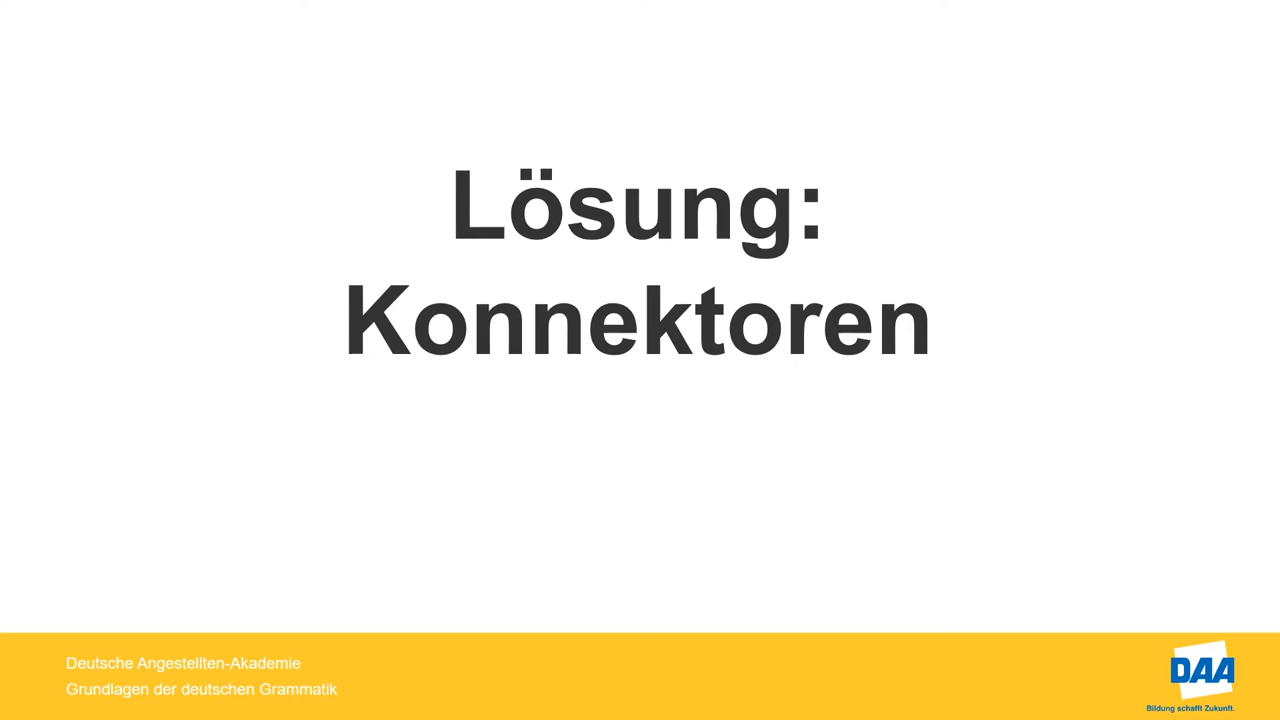 Lösung:
Konnektoren
Deutsche Angestellten-Akademie
Grundlagen der deutschen Grammatik
DAA
Bildung schafft Zukunft.